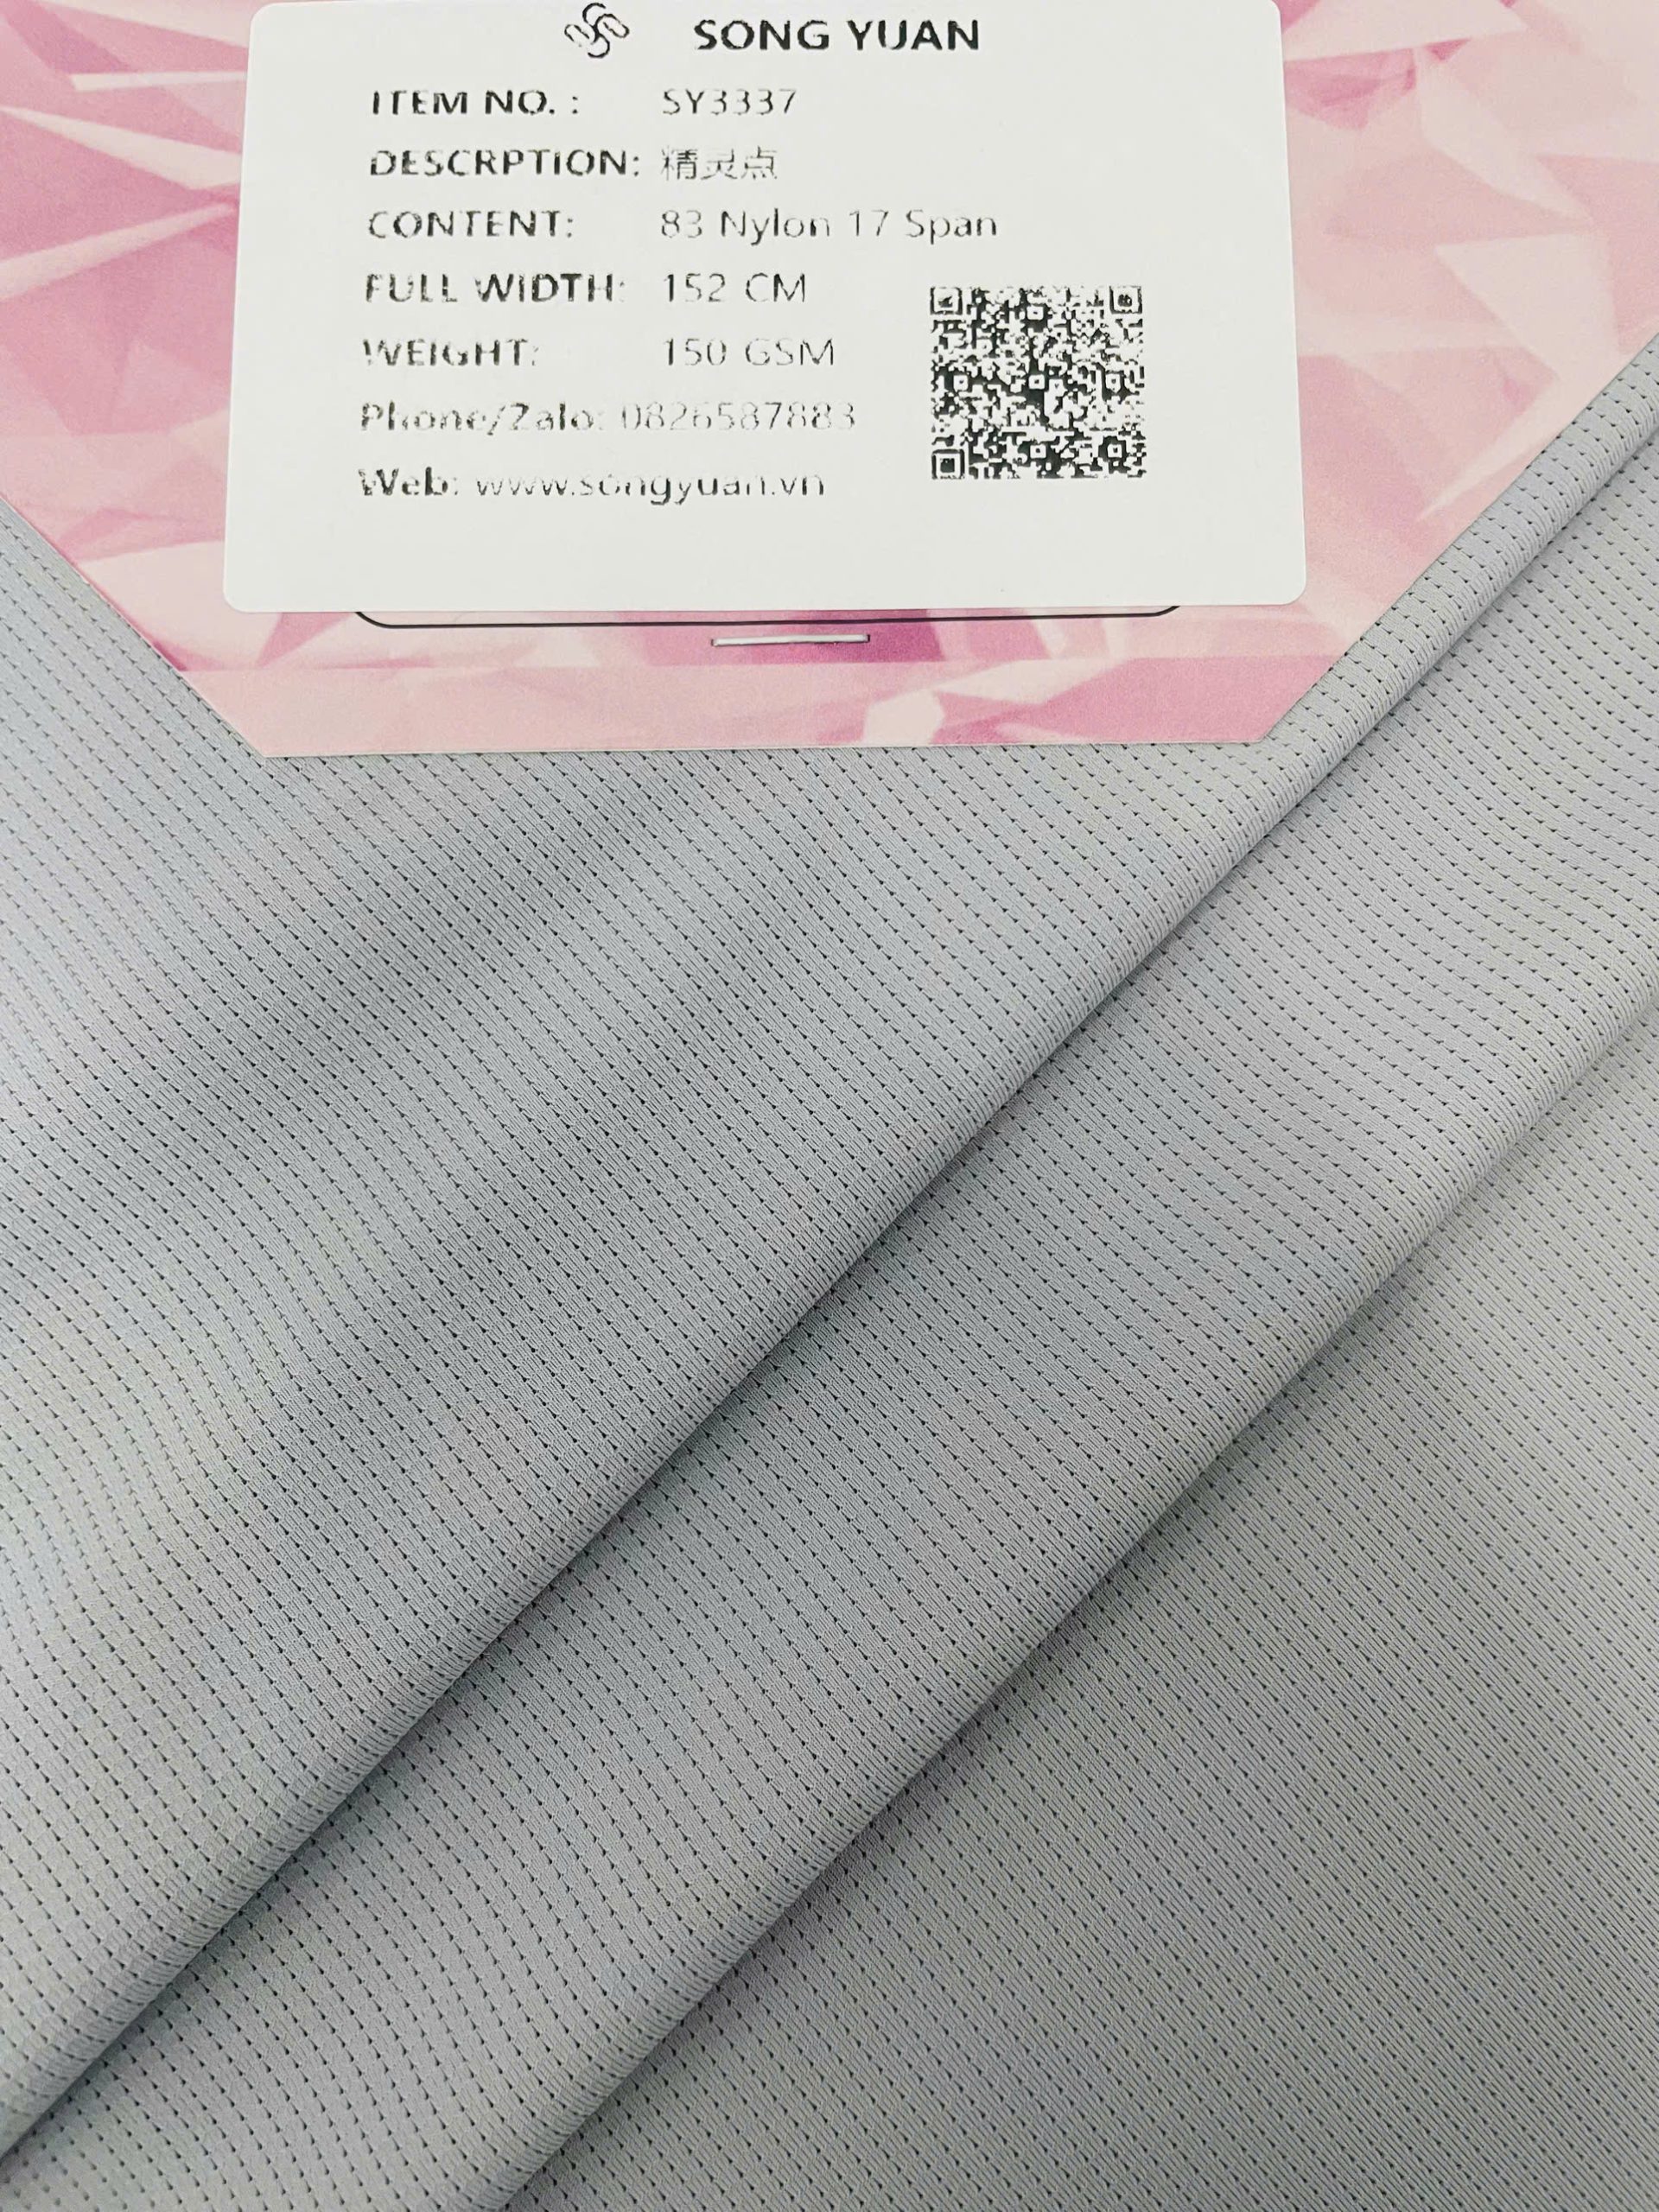 SONG YUAN
ITEM NO. : SY3337
DESCRPTION: 精灵点
CONTENT: 83 Nylon 17 Span
FULL WIDTH: 152 CM
WEIGHT: 150 GSM
Phone/Zalo: 0826587883
Web: www.songyuan.vn